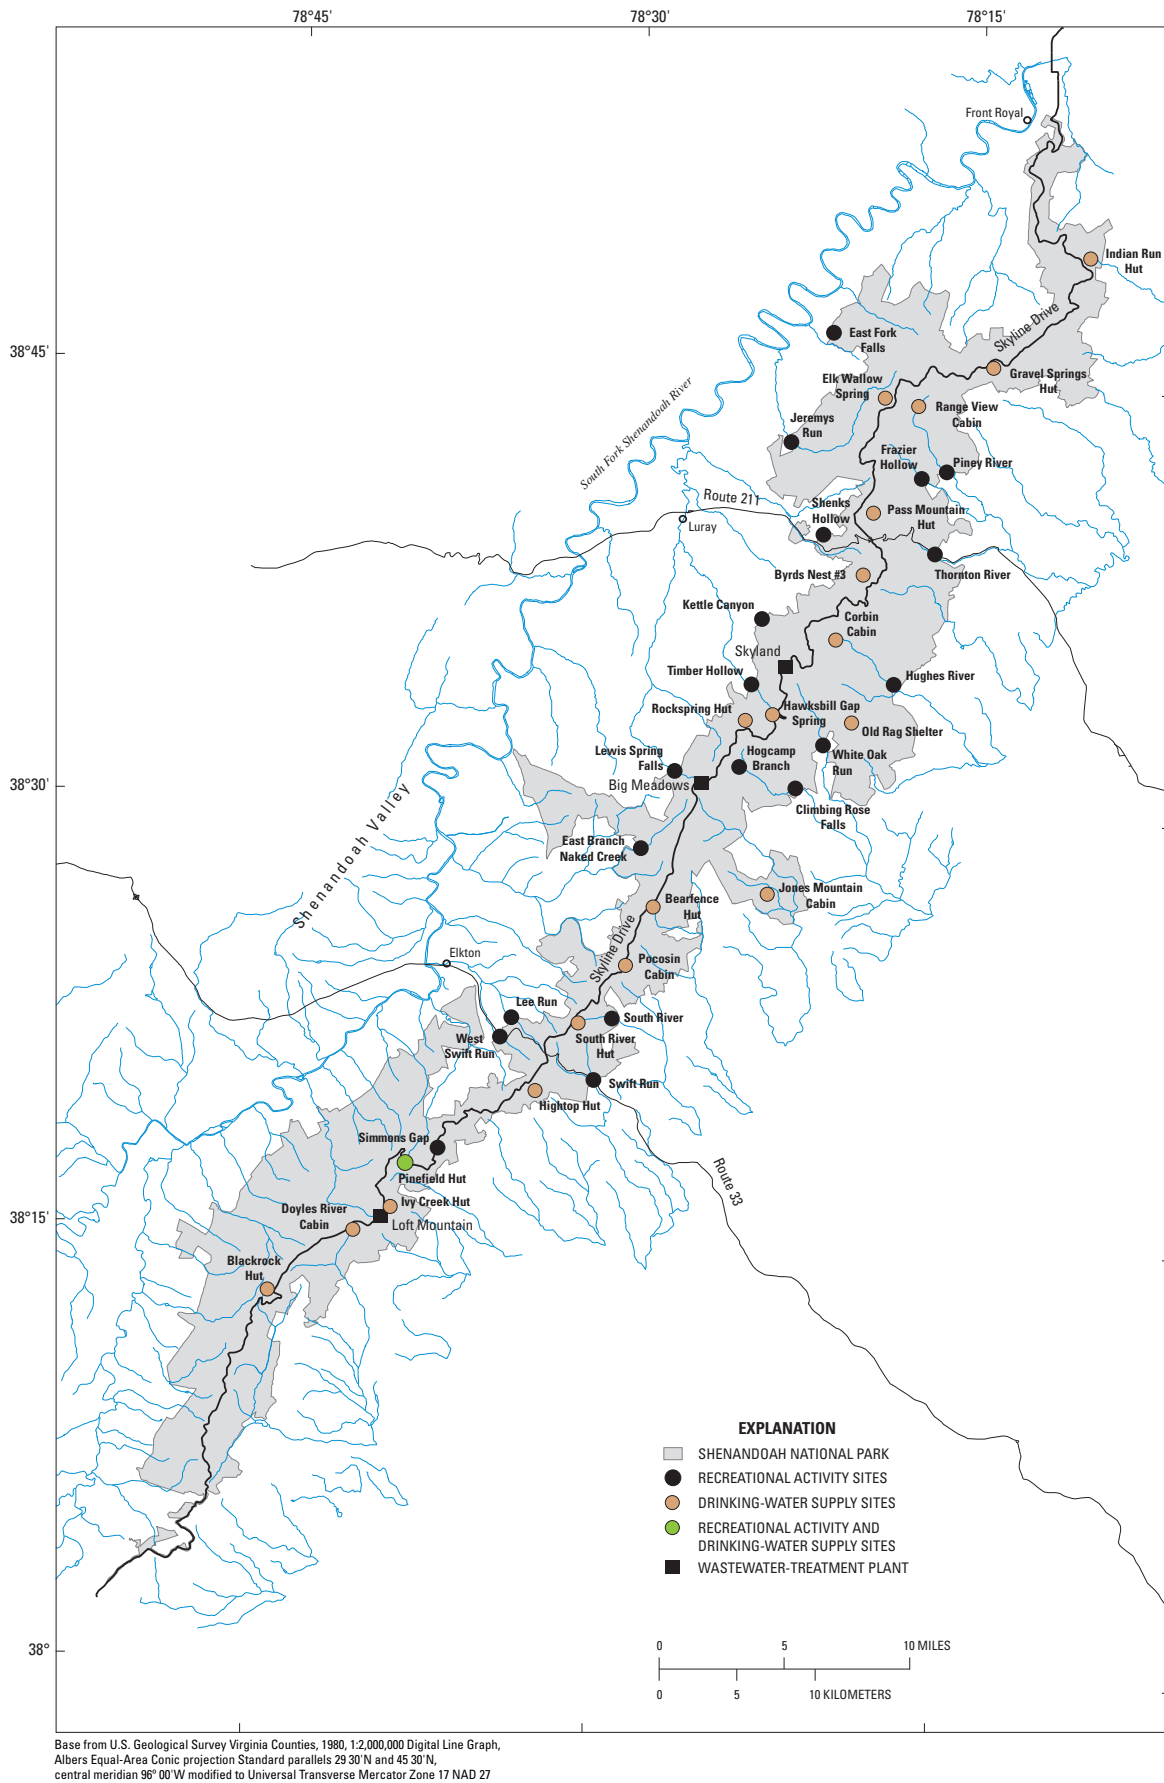 78°45'
78°30'
78°15'
Front Royal
Indian Run
Hut
Skyline Drive
East Fork
Falls
38°45'
Gravel Springs
Hut
Elk Wallow
Spring
South Fork Shenandoah River
Range View
Cabin
Jeremys
Run
Frazier
Hollow
Piney River
Route 211
Shenks
Hollow
Pass Mountain
Hut
Luray
Byrds Nest #3
Thornton River
Kettle Canyon
Corbin
Cabin
Skyland
Timber Hollow
Hughes River
Rockspring Hut
Hawksbill Gap
Spring
Old Rag Shelter
Lewis Spring
Falls
Hogcamp
Branch
White Oak
Run
38°30'
Big Meadows
Climbing Rose
Falls
Shenandoah Valley
East Branch
Naked Creek
Jones Mountain
Cabin
Bearfence
Hut
Skyline Drive
Elkton
Pocosin
Cabin
Lee Run
South River
West
Swift Run
South River
Hut
Swift Run
Hightop Hut
Simmons Gap
Route 33
Pinefield Hut
Ivy Creek Hut
Doyles River
Cabin
38°15'
Loft Mountain
Blackrock
Hut
EXPLANATION
SHENANDOAH NATIONAL PARK
RECREATIONAL ACTIVITY SITES
DRINKING-WATER SUPPLY SITES
RECREATIONAL ACTIVITY AND
DRINKING-WATER SUPPLY SITES
WASTEWATER-TREATMENT PLANT
38°
0 5 10 MILES
0 5 10 KILOMETERS
Base from U.S. Geological Survey Virginia Counties, 1980, 1:2,000,000 Digital Line Graph,
Albers Equal-Area Conic projection Standard parallels 29 30'N and 45 30'N,
central meridian 96° 00'W modified to Universal Transverse Mercator Zone 17 NAD 27